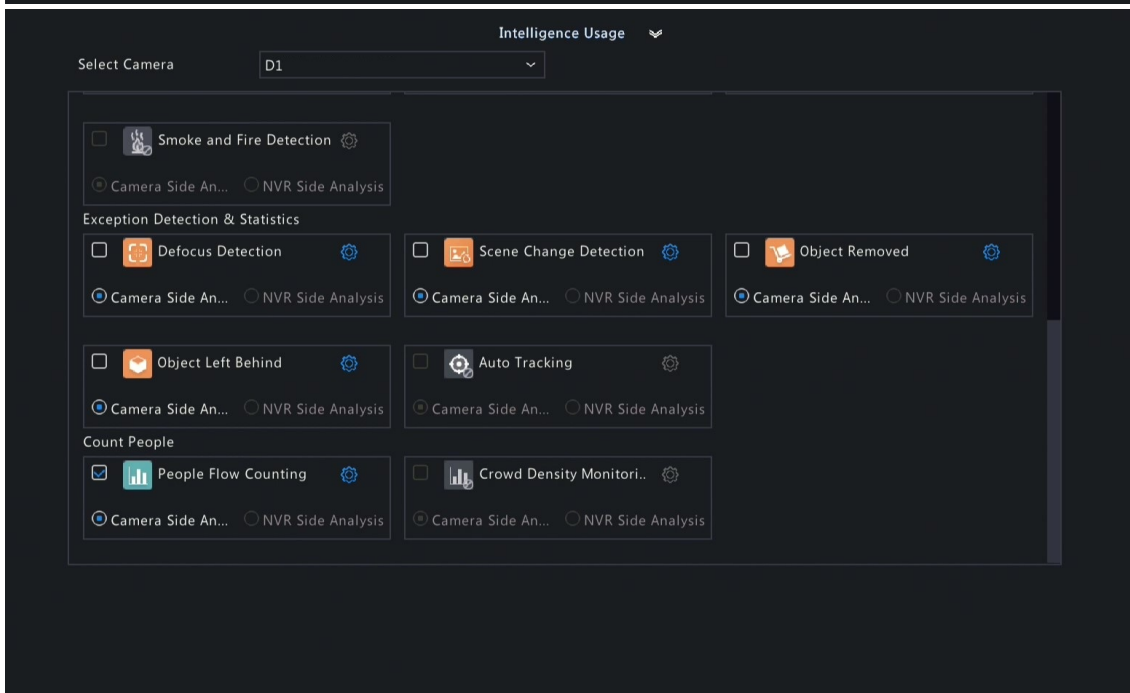 Intelligence Usage
Select Camera D1
Smoke and Fire Detection
Camera Side An... NVR Side Analysis
Exception Detection & Statistics
Defocus Detection Scene Change Detection Object Removed
Camera Side An... NVR Side Analysis Camera Side An... NVR Side Analysis Camera Side An... NVR Side Analysis
Object Left Behind Auto Tracking
Camera Side An... NVR Side Analysis Camera Side An... NVR Side Analysis
Count People
People Flow Counting Crowd Density Monitori..
Camera Side An... NVR Side Analysis Camera Side An... NVR Side Analysis